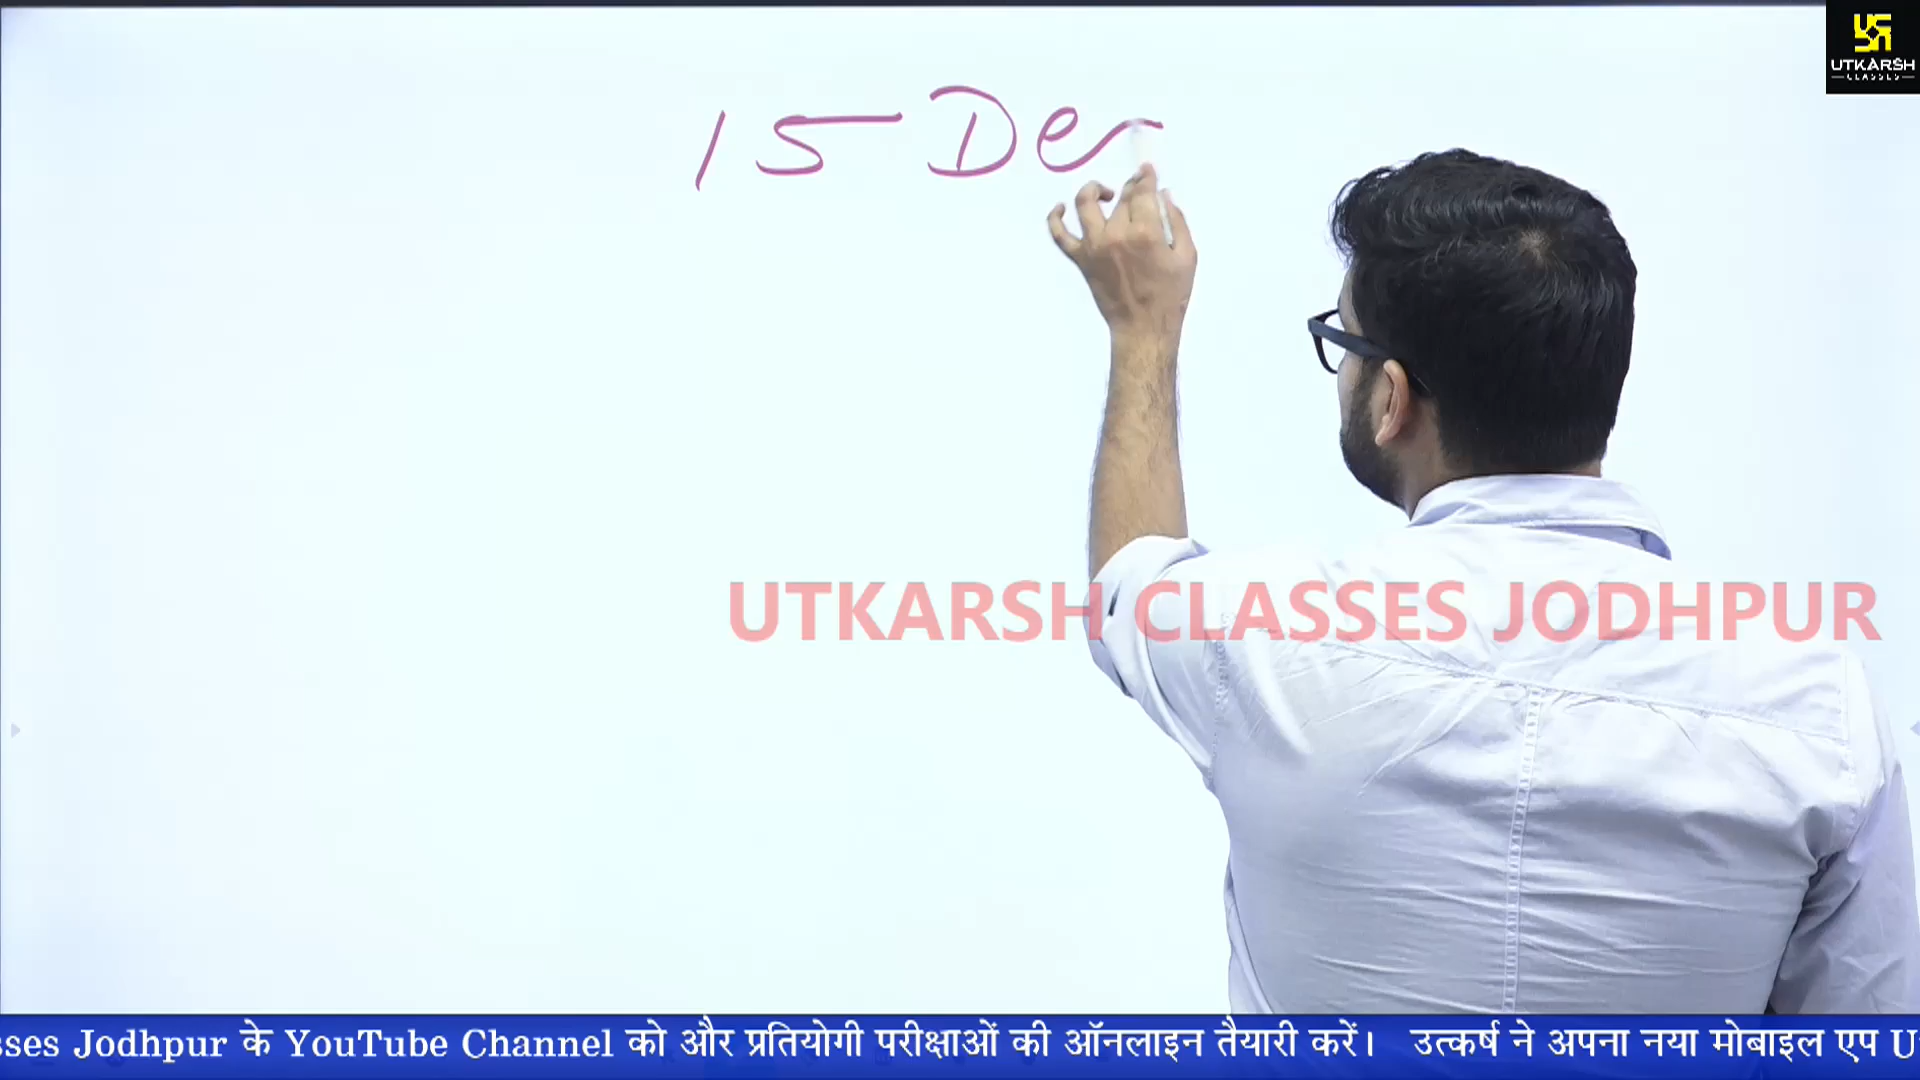 15 Dec
UTKARSH
CLASSES
UTKARSH CLASSES JODHPUR
sses Jodhpur के YouTube Channel को और प्रतियोगी परीक्षाओं की ऑनलाइन तैयारी करें। उत्कर्ष ने अपना नया मोबाइल एप U